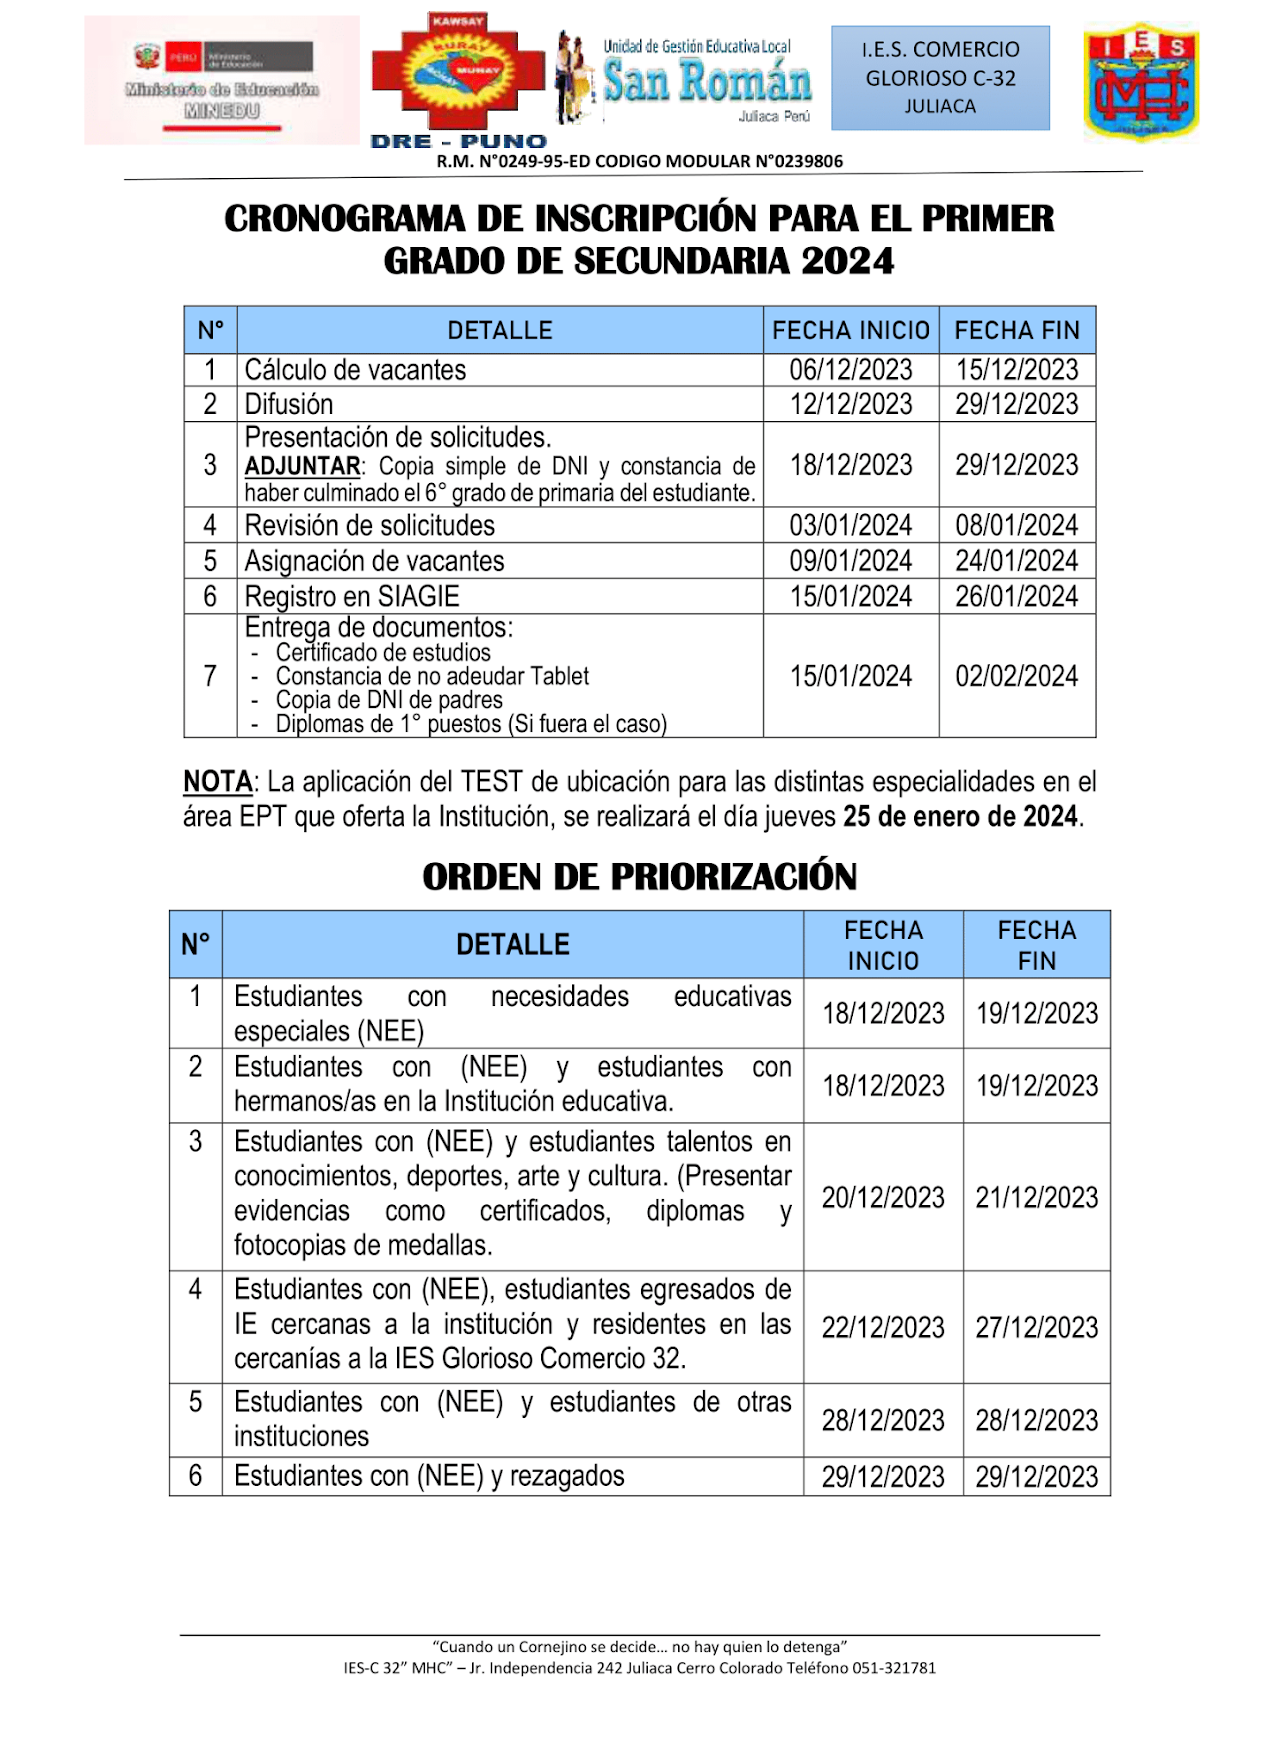 PERÚ Ministerio de Educación
Ministerio de Educación
MINEDU
KAWSAY
MURAY
MUNAY
DRE - PUNO
Unidad de Gestión Educativa Local
San Román
Juliaca Perú
I.E.S. COMERCIO
GLORIOSO C-32
JULIACA
I E S
R.M. N°0249-95-ED CODIGO MODULAR N°0239806
CRONOGRAMA DE INSCRIPCIÓN PARA EL PRIMER
GRADO DE SECUNDARIA 2024
N° DETALLE FECHA INICIO FECHA FIN
1 Cálculo de vacantes 06/12/2023 15/12/2023
2 Difusión 12/12/2023 29/12/2023
Presentación de solicitudes.
3 ADJUNTAR: Copia simple de DNI y constancia de 18/12/2023 29/12/2023
haber culminado el 6° grado de primaria del estudiante.
4 Revisión de solicitudes 03/01/2024 08/01/2024
5 Asignación de vacantes 09/01/2024 24/01/2024
6 Registro en SIAGIE 15/01/2024 26/01/2024
Entrega de documentos:
- Certificado de estudios
7 - Constancia de no adeudar Tablet 15/01/2024 02/02/2024
- Copia de DNI de padres
- Diplomas de 1° puestos (Si fuera el caso)
NOTA: La aplicación del TEST de ubicación para las distintas especialidades en el
área EPT que oferta la Institución, se realizará el día jueves 25 de enero de 2024.
ORDEN DE PRIORIZACIÓN
N° DETALLE FECHA INICIO FECHA FIN
1 Estudiantes con necesidades educativas
especiales (NEE) 18/12/2023 19/12/2023
2 Estudiantes con (NEE) y estudiantes con
hermanos/as en la Institución educativa. 18/12/2023 19/12/2023
3 Estudiantes con (NEE) y estudiantes talentos en
conocimientos, deportes, arte y cultura. (Presentar
evidencias como certificados, diplomas y 20/12/2023 21/12/2023
fotocopias de medallas.
4 Estudiantes con (NEE), estudiantes egresados de
IE cercanas a la institución y residentes en las 22/12/2023 27/12/2023
cercanías a la IES Glorioso Comercio 32.
5 Estudiantes con (NEE) y estudiantes de otras
instituciones 28/12/2023 28/12/2023
6 Estudiantes con (NEE) y rezagados 29/12/2023 29/12/2023
“Cuando un Cornejino se decide... no hay quien lo detenga”
IES-C 32” MHC” – Jr. Independencia 242 Juliaca Cerro Colorado Teléfono 051-321781